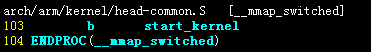 arch/arm/kernel/head-common.S [__mmap_switched]
103 b start_kernel
104 ENDPROC(__mmap_switched)